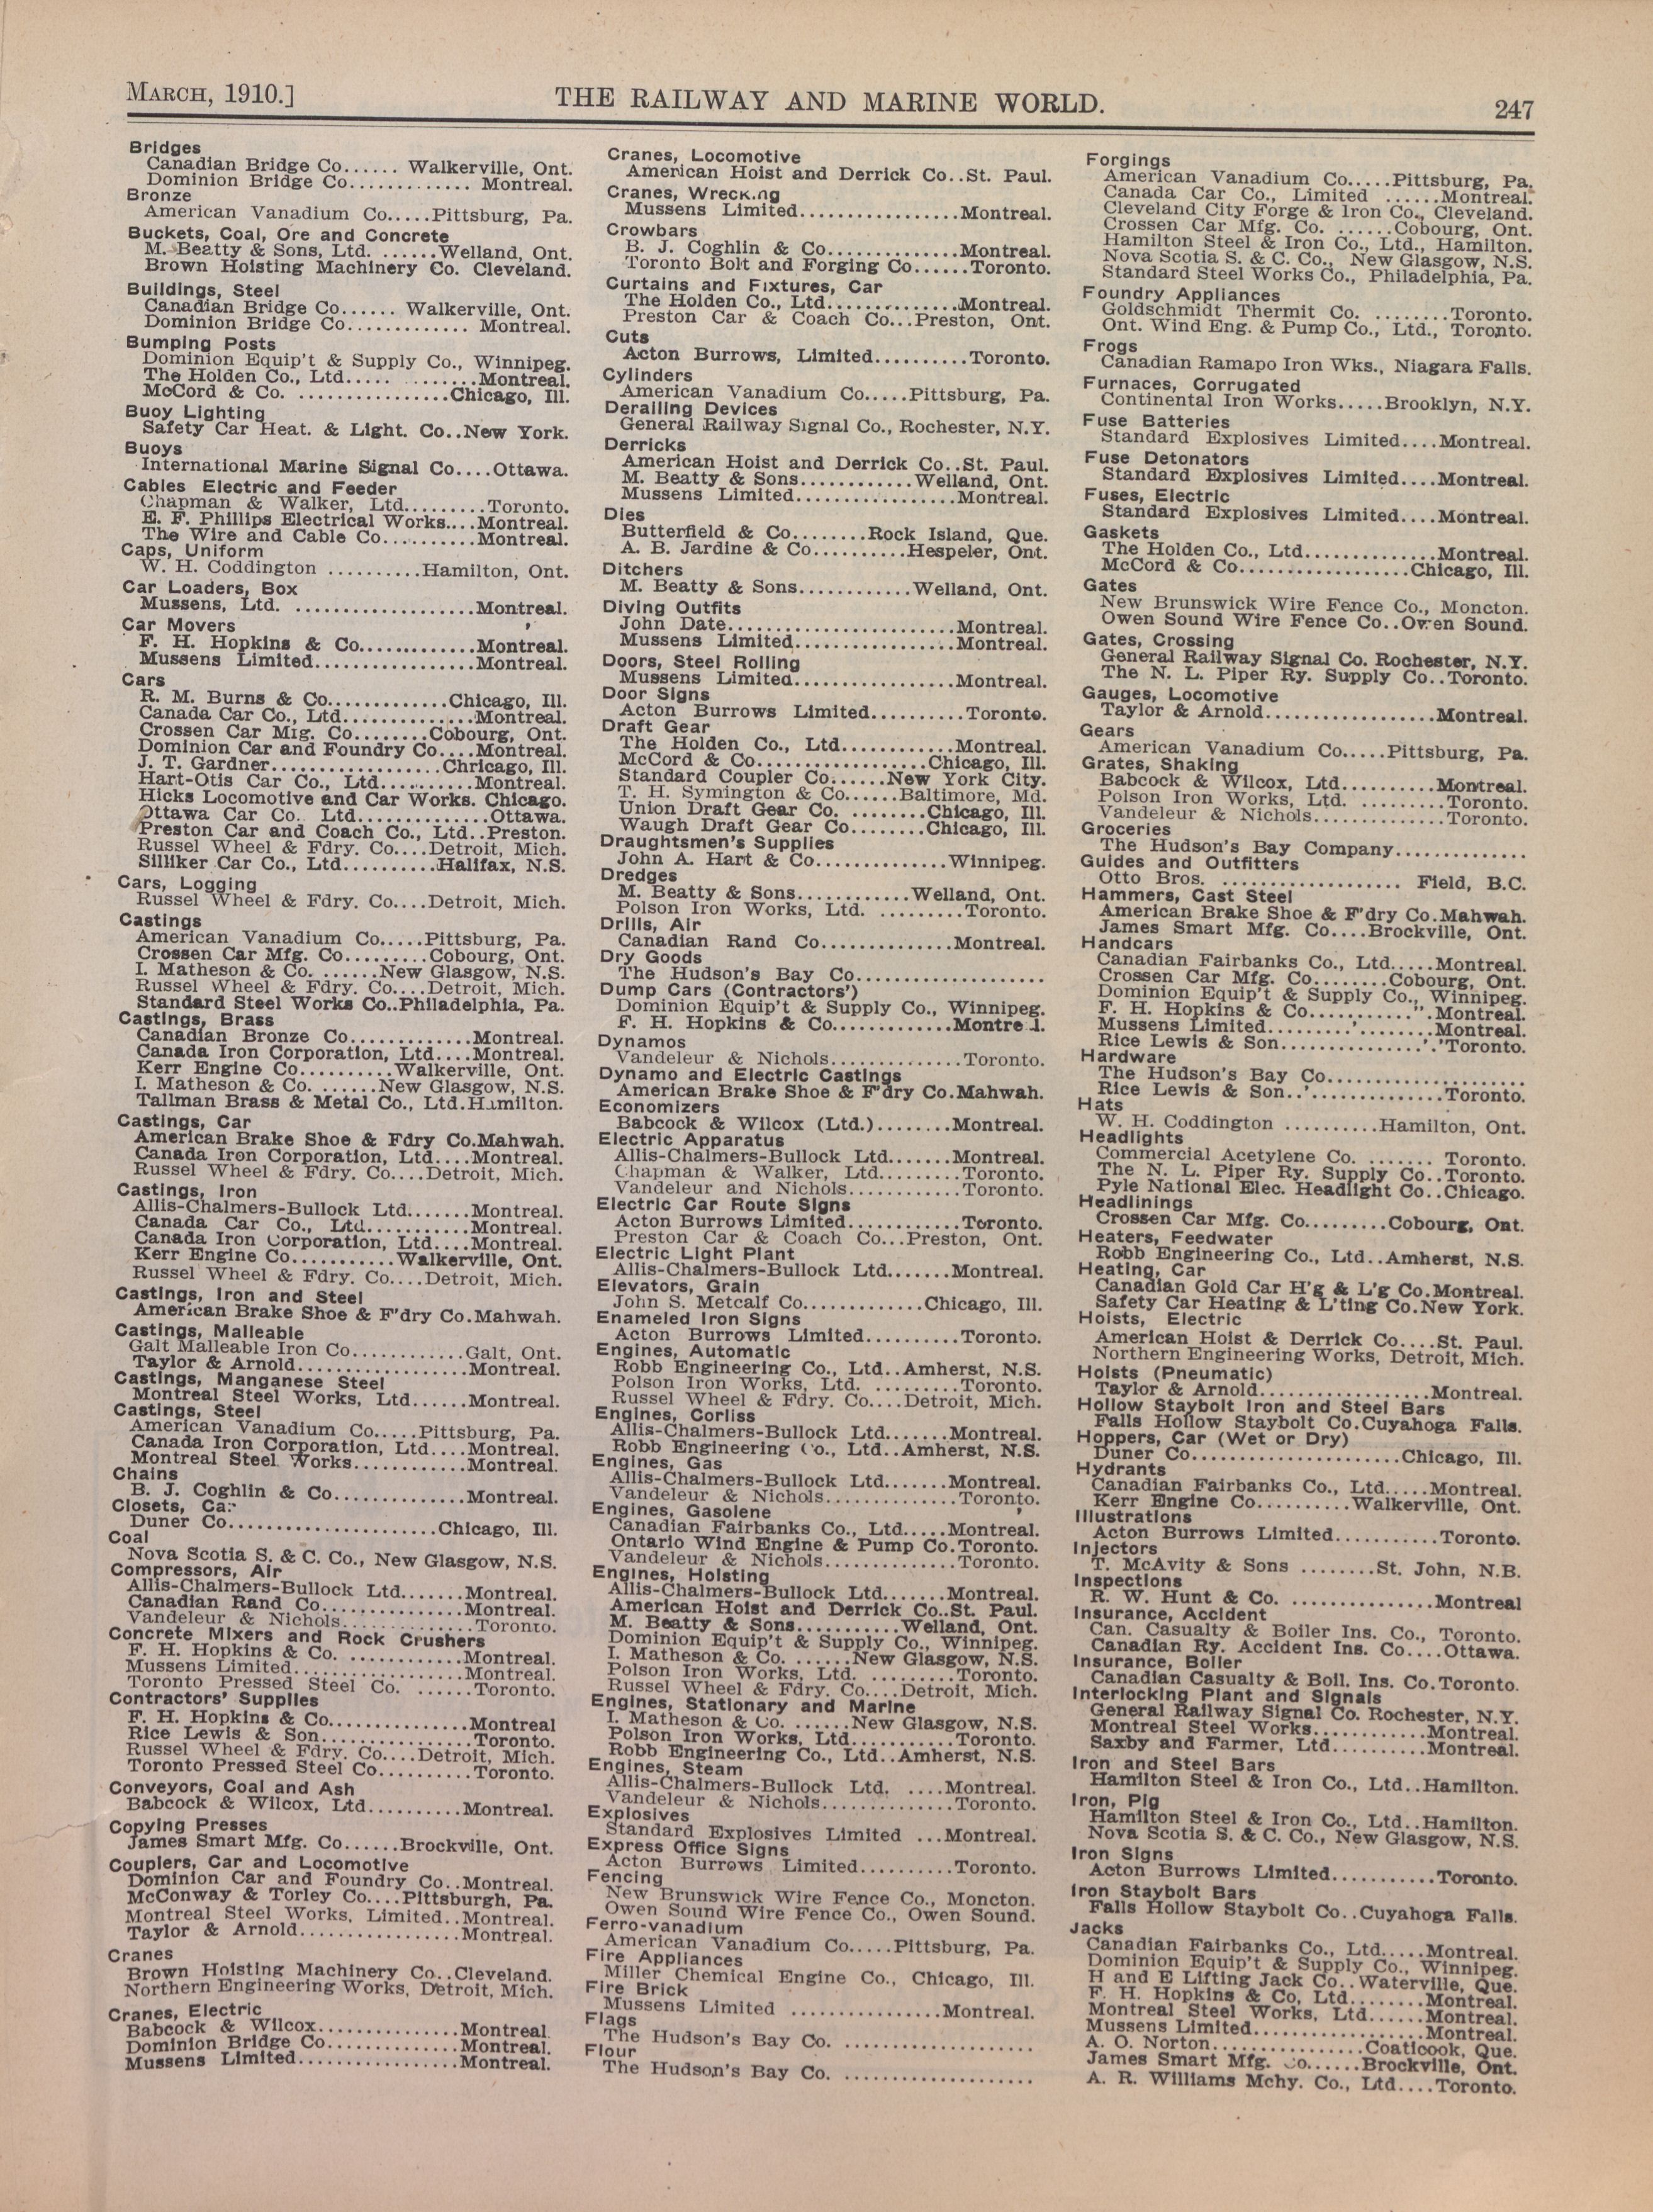 MARCH, 1910.]
THE RAILWAY AND MARINE WORLD.
247
Bridges
Canadian Bridge Co...... Walkerville, Ont.
Dominion Bridge Co............. Montreal.
Bronze
American Vanadium Co.....Pittsburg, Pa.
Buckets, Coal, Ore and Concrete
M. Beatty & Sons, Ltd. ......Welland, Ont.
Brown Hoisting Machinery Co. Cleveland.
Buildings, Steel
Canadian Bridge Co...... Walkerville, Ont.
Dominion Bridge Co............. Montreal.
Bumping Posts
Dominion Equip't & Supply Co., Winnipeg.
The Holden Co., Ltd..... ........Montreal.
McCord & Co. ................Chicago, Ill.
Buoy Lighting
Safety Car Heat. & Light. Co..New York.
Buoys
International Marine Signal Co....Ottawa.
Cables Electric and Feeder
Chapman & Walker, Ltd.........Toronto.
E. F. Phillips Electrical Works....Montreal.
The Wire and Cable Co..........Montreal.
Caps, Uniform
W. H. Coddington ..........Hamilton, Ont.
Car Loaders, Box
Mussens, Ltd. ...................Montreal.
Car Movers
F. H. Hopkins & Co............Montreal.
Mussens Limited.................Montreal.
Cars
R. M. Burns & Co.............Chicago, Ill.
Canada Car Co., Ltd..............Montreal.
Crossen Car Mig. Co........Cobourg, Ont.
Dominion Car and Foundry Co....Montreal.
J. T. Gardner..................Chricago, Ill.
Hart-Otis Car Co., Ltd..........Montreal.
Hicks Locomotive and Car Works. Chicago.
Ottawa Car Co. Ltd..............Ottawa.
Preston Car and Coach Co., Ltd..Preston.
Russel Wheel & Fdry. Co....Detroit, Mich.
Silliker Car Co., Ltd..........Halifax, N.S.
Cars, Logging
Russel Wheel & Fdry. Co....Detroit, Mich.
Castings
American Vanadium Co.....Pittsburg, Pa.
Crossen Car Mfg. Co.........Cobourg, Ont.
I. Matheson & Co. ......New Glasgow, N.S.
Russel Wheel & Fdry. Co....Detroit, Mich.
Standard Steel Works Co..Philadelphia, Pa.
Castings, Brass
Canadian Bronze Co.............Montreal.
Canada Iron Corporation, Ltd....Montreal.
Kerr Engine Co..........Walkerville, Ont.
I. Matheson & Co. ......New Glasgow, N.S.
Tallman Brass & Metal Co., Ltd.Hamilton.
Castings, Car
American Brake Shoe & Fdry Co.Mahwah.
Canada Iron Corporation, Ltd....Montreal.
Russel Wheel & Fdry. Co....Detroit, Mich.
Castings, Iron
Allis-Chalmers-Bullock Ltd.......Montreal.
Canada Car Co., Ltd...........Montreal.
Canada Iron Corporation, Ltd....Montreal.
Kerr Engine Co...........Walkerville, Ont.
Russel Wheel & Fdry. Co....Detroit, Mich.
Castings, Iron and Steel
American Brake Shoe & F'dry Co.Mahwah.
Castings, Malleable
Galt Malleable Iron Co............Galt, Ont.
Taylor & Arnold.................Montreal.
Castings, Manganese Steel
Montreal Steel Works, Ltd......Montreal.
Castings, Steel
American Vanadium Co.....Pittsburg, Pa.
Canada Iron Corporation, Ltd....Montreal.
Montreal Steel Works............Montreal.
Chains
B. J. Coghlin & Co..............Montreal.
Closets, Car
Duner Co.......................Chicago, Ill.
Coal
Nova Scotia S. & C. Co., New Glasgow, N.S.
Compressors, Air
Allis-Chalmers-Bullock Ltd.......Montreal.
Canadian Rand Co...............Montreal.
Vandeleur & Nichols..............Toronto.
Concrete Mixers and Rock Crushers
F. H. Hopkins & Co. ............Montreal.
Mussens Limited..................Montreal.
Toronto Pressed Steel Co. ......Toronto.
Contractors' Supplies
F. H. Hopkins & Co...............Montreal
Rice Lewis & Son................Toronto.
Russel Wheel & Fdry. Co....Detroit, Mich.
Toronto Pressed Steel Co..........Toronto.
Conveyors, Coal and Ash
Babcock & Wilcox, Ltd..........Montreal.
Copying Presses
James Smart Mfg. Co......Brockville, Ont.
Couplers, Car and Locomotive
Dominion Car and Foundry Co..Montreal.
McConway & Torley Co....Pittsburgh, Pa.
Montreal Steel Works, Limited..Montreal.
Taylor & Arnold.................Montreal.
Cranes
Brown Hoisting Machinery Co..Cleveland.
Northern Engineering Works, Detroit, Mich.
Cranes, Electric
Babcock & Wilcox...............Montreal.
Dominion Bridge Co.............Montreal.
Mussens Limited.................Montreal.
Cranes, Locomotive
American Hoist and Derrick Co..St. Paul.
Cranes, Wrecking
Mussens Limited.................Montreal.
Crowbars
B. J. Coghlin & Co..............Montreal.
Toronto Bolt and Forging Co......Toronto.
Curtains and Fixtures, Car
The Holden Co., Ltd..............Montreal.
Preston Car & Coach Co...Preston, Ont.
Cuts
Acton Burrows, Limited..........Toronto.
Cylinders
American Vanadium Co.....Pittsburg, Pa.
Derailing Devices
General Railway Signal Co., Rochester, N.Y.
Derricks
American Hoist and Derrick Co..St. Paul.
M. Beatty & Sons............Welland, Ont.
Mussens Limited.................Montreal.
Dies
Butterfield & Co........Rock Island, Que.
A. B. Jardine & Co..........Hespeler, Ont.
Ditchers
M. Beatty & Sons............Welland, Ont.
Diving Outfits
John Date........................Montreal.
Mussens Limited.................Montreal.
Doors, Steel Rolling
Mussens Limited.................Montreal.
Door Signs
Acton Burrows Limited..........Toronto.
Draft Gear
The Holden Co., Ltd............Montreal.
McCord & Co..................Chicago, Ill.
Standard Coupler Co......New York City.
T. H. Symington & Co......Baltimore, Md.
Union Draft Gear Co. ........Chicago, Ill.
Waugh Draft Gear Co........Chicago, Ill.
Draughtsmen's Supplies
John A. Hart & Co..............Winnipeg.
Dredges
M. Beatty & Sons............Welland, Ont.
Polson Iron Works, Ltd. .........Toronto.
Drills, Air
Canadian Rand Co..............Montreal.
Dry Goods
The Hudson's Bay Co....................
Dump Cars (Contractors')
Dominion Equip't & Supply Co., Winnipeg.
F. H. Hopkins & Co.............Montre l.
Dynamos
Vandeleur & Nichols..............Toronto.
Dynamo and Electric Castings
American Brake Shoe & F'dry Co.Mahwah.
Economizers
Babcock & Wilcox (Ltd.)........Montreal.
Electric Apparatus
Allis-Chalmers-Bullock Ltd.......Montreal.
Chapman & Walker, Ltd.........Toronto.
Vandeleur and Nichols............Toronto.
Electric Car Route Signs
Acton Burrows Limited............Toronto.
Preston Car & Coach Co...Preston, Ont.
Electric Light Plant
Allis-Chalmers-Bullock Ltd.......Montreal.
Elevators, Grain
John S. Metcalf Co.............Chicago, Ill.
Enameled Iron Signs
Acton Burrows Limited..........Toronto.
Engines, Automatic
Robb Engineering Co., Ltd..Amherst, N.S.
Polson Iron Works, Ltd. .........Toronto.
Russel Wheel & Fdry. Co....Detroit, Mich.
Engines, Corliss
Allis-Chalmers-Bullock Ltd.......Montreal.
Robb Engineering Co., Ltd..Amherst, N.S.
Engines, Gas
Allis-Chalmers-Bullock Ltd.......Montreal.
Vandeleur & Nichols..............Toronto.
Engines, Gasolene
Canadian Fairbanks Co., Ltd.....Montreal.
Ontario Wind Engine & Pump Co.Toronto.
Vandeleur & Nichols..............Toronto.
Engines, Hoisting
Allis-Chalmers-Bullock Ltd.......Montreal.
American Hoist and Derrick Co..St. Paul.
M. Beatty & Sons...........Welland, Ont.
Dominion Equip't & Supply Co., Winnipeg.
I. Matheson & Co. ......New Glasgow, N.S.
Polson Iron Works, Ltd. .........Toronto.
Russel Wheel & Fdry. Co....Detroit, Mich.
Engines, Stationary and Marine
I. Matheson & Co. ......New Glasgow, N.S.
Polson Iron Works, Ltd...........Toronto.
Robb Engineering Co., Ltd..Amherst, N.S.
Engines, Steam
Allis-Chalmers-Bullock Ltd. ....Montreal.
Vandeleur & Nichols..............Toronto.
Explosives
Standard Explosives Limited ...Montreal.
Express Office Signs
Acton Burrows Limited..........Toronto.
Fencing
New Brunswick Wire Fence Co., Moncton.
Owen Sound Wire Fence Co., Owen Sound.
Ferro-vanadium
American Vanadium Co.....Pittsburg, Pa.
Fire Appliances
Miller Chemical Engine Co., Chicago, Ill.
Fire Brick
Mussens Limited ................Montreal.
Flags
The Hudson's Bay Co. .....................
Flour
The Hudson's Bay Co. ....................
Forgings
American Vanadium Co.....Pittsburg, Pa.
Canada Car Co., Limited ......Montreal.
Cleveland City Forge & Iron Co., Cleveland.
Crossen Car Mfg. Co. ......Cobourg, Ont.
Hamilton Steel & Iron Co., Ltd., Hamilton.
Nova Scotia S. & C. Co., New Glasgow, N.S.
Standard Steel Works Co., Philadelphia, Pa.
Foundry Appliances
Goldschmidt Thermit Co. ........Toronto.
Ont. Wind Eng. & Pump Co., Ltd., Toronto.
Frogs
Canadian Ramapo Iron Wks., Niagara Falls.
Furnaces, Corrugated
Continental Iron Works.....Brooklyn, N.Y.
Fuse Batteries
Standard Explosives Limited....Montreal.
Fuse Detonators
Standard Explosives Limited....Montreal.
Fuses, Electric
Standard Explosives Limited....Montreal.
Gaskets
The Holden Co., Ltd..............Montreal.
McCord & Co..................Chicago, Ill.
Gates
New Brunswick Wire Fence Co., Moncton.
Owen Sound Wire Fence Co..Owen Sound.
Gates, Crossing
General Railway Signal Co. Rochester, N.Y.
The N. L. Piper Ry. Supply Co..Toronto.
Gauges, Locomotive
Taylor & Arnold..................Montreal.
Gears
American Vanadium Co.....Pittsburg, Pa.
Grates, Shaking
Babcock & Wilcox, Ltd..........Montreal.
Polson Iron Works, Ltd. .........Toronto.
Vandeleur & Nichols..............Toronto.
Groceries
The Hudson's Bay Company..............
Guides and Outfitters
Otto Bros. ................... Field, B.C.
Hammers, Cast Steel
American Brake Shoe & F'dry Co.Mahwah.
James Smart Mfg. Co....Brockville, Ont.
Handcars
Canadian Fairbanks Co., Ltd.....Montreal.
Crossen Car Mfg. Co........Cobourg, Ont.
Dominion Equip't & Supply Co., Winnipeg.
F. H. Hopkins & Co............Montreal.
Mussens Limited.................Montreal.
Rice Lewis & Son................Toronto.
Hardware
The Hudson's Bay Co.....................
Rice Lewis & Son................Toronto.
Hats
W. H. Coddington ..........Hamilton, Ont.
Headlights
Commercial Acetylene Co. ....... Toronto.
The N. L. Piper Ry. Supply Co..Toronto.
Pyle National Elec. Headlight Co..Chicago.
Headlinings
Crossen Car Mfg. Co.........Cobourg, Ont.
Heaters, Feedwater
Robb Engineering Co., Ltd..Amherst, N.S.
Heating, Car
Canadian Gold Car H'g & L'g Co.Montreal.
Safety Car Heating & L'ting Co.New York.
Hoists, Electric
American Hoist & Derrick Co....St. Paul.
Northern Engineering Works, Detroit, Mich.
Hoists (Pneumatic)
Taylor & Arnold..................Montreal.
Hollow Staybolt Iron and Steel Bars
Falls Hollow Staybolt Co.Cuyahoga Falls.
Hoppers, Car (Wet or Dry)
Duner Co......................Chicago, Ill.
Hydrants
Canadian Fairbanks Co., Ltd.....Montreal.
Kerr Engine Co..........Walkerville, Ont.
Illustrations
Acton Burrows Limited...........Toronto.
Injectors
T. McAvity & Sons ........St. John, N.B.
Inspections
R. W. Hunt & Co. ...............Montreal
Insurance, Accident
Can. Casualty & Boiler Ins. Co., Toronto.
Canadian Ry. Accident Ins. Co....Ottawa.
Insurance, Boiler
Canadian Casualty & Boil. Ins. Co.Toronto.
Interlocking Plant and Signals
General Railway Signal Co. Rochester, N.Y.
Montreal Steel Works............Montreal.
Saxby and Farmer, Ltd..........Montreal.
Iron and Steel Bars
Hamilton Steel & Iron Co., Ltd..Hamilton.
Iron, Pig
Hamilton Steel & Iron Co., Ltd..Hamilton.
Nova Scotia S. & C. Co., New Glasgow, N.S.
Iron Signs
Acton Burrows Limited...........Toronto.
Iron Staybolt Bars
Falls Hollow Staybolt Co..Cuyahoga Falls.
Jacks
Canadian Fairbanks Co., Ltd.....Montreal.
Dominion Equip't & Supply Co., Winnipeg.
H and E Lifting Jack Co..Waterville, Que.
F. H. Hopkins & Co, Ltd........Montreal.
Montreal Steel Works, Ltd......Montreal.
Mussens Limited..................Montreal.
A. O. Norton................Coaticook, Que.
James Smart Mfg. Co......Brockville, Ont.
A. R. Williams Mchy. Co., Ltd....Toronto.